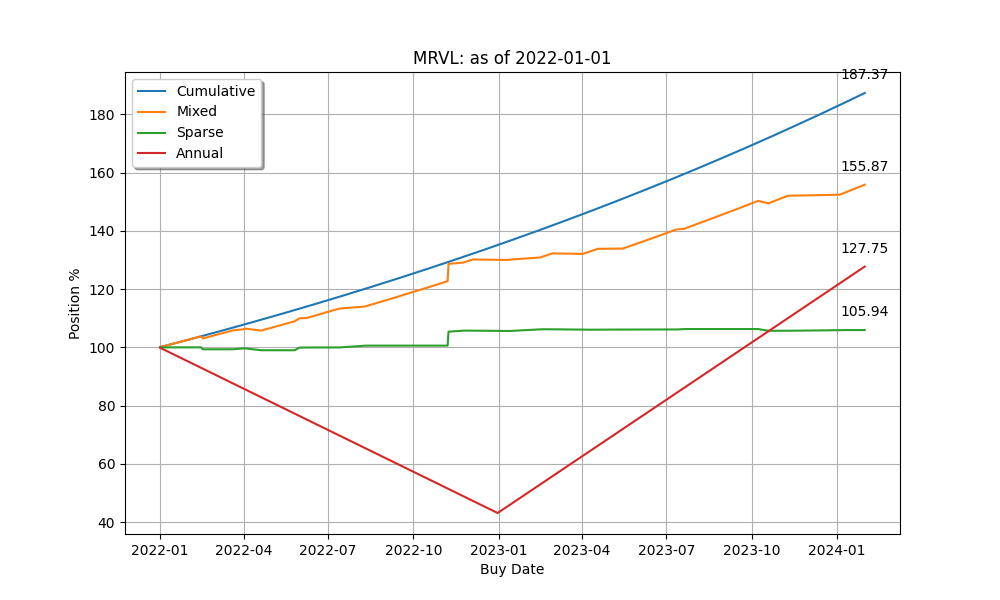 MRVL: as of 2022-01-01
187.37
Cumulative
Mixed
Sparse
Annual
155.87
127.75
105.94
180
160
140
120
100
80
60
40
Position %
2022-01 2022-04 2022-07 2022-10 2023-01 2023-04 2023-07 2023-10 2024-01
Buy Date